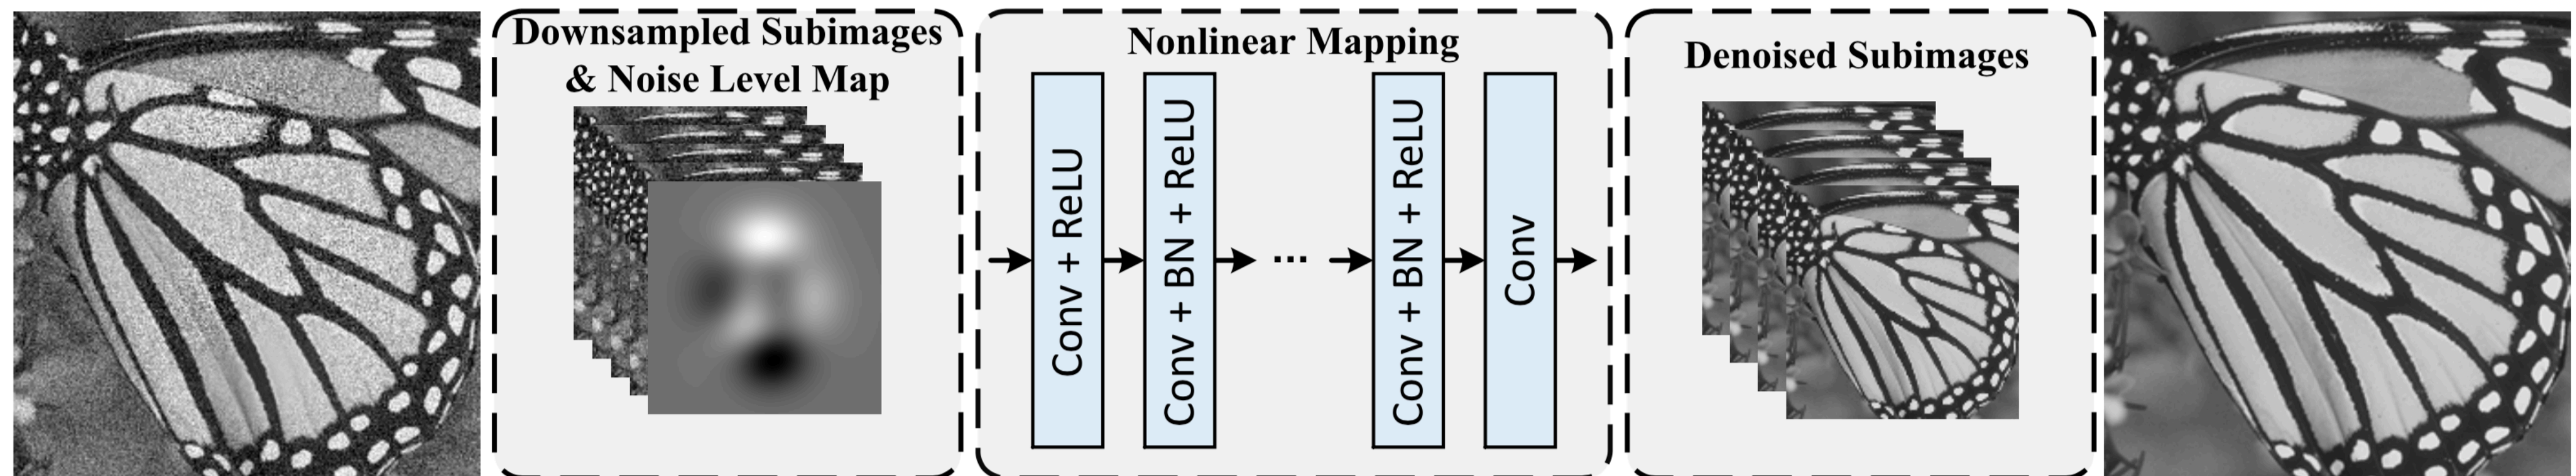 Downsampled Subimages
& Noise Level Map
Nonlinear Mapping
Conv + ReLU
Conv + BN + ReLU
...
Conv + BN + ReLU
Conv
Denoised Subimages